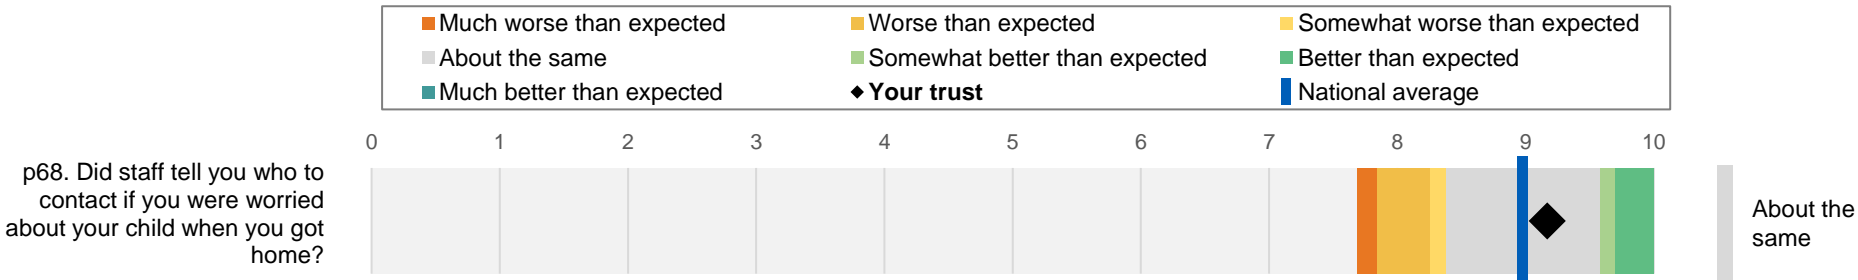 Much worse than expected
Worse than expected
Somewhat worse than expected
About the same
Somewhat better than expected
Better than expected
Much better than expected
Your trust
National average
0 1 2 3 4 5 6 7 8 9 10
p68. Did staff tell you who to
contact if you were worried
about your child when you got
home?
About the
same